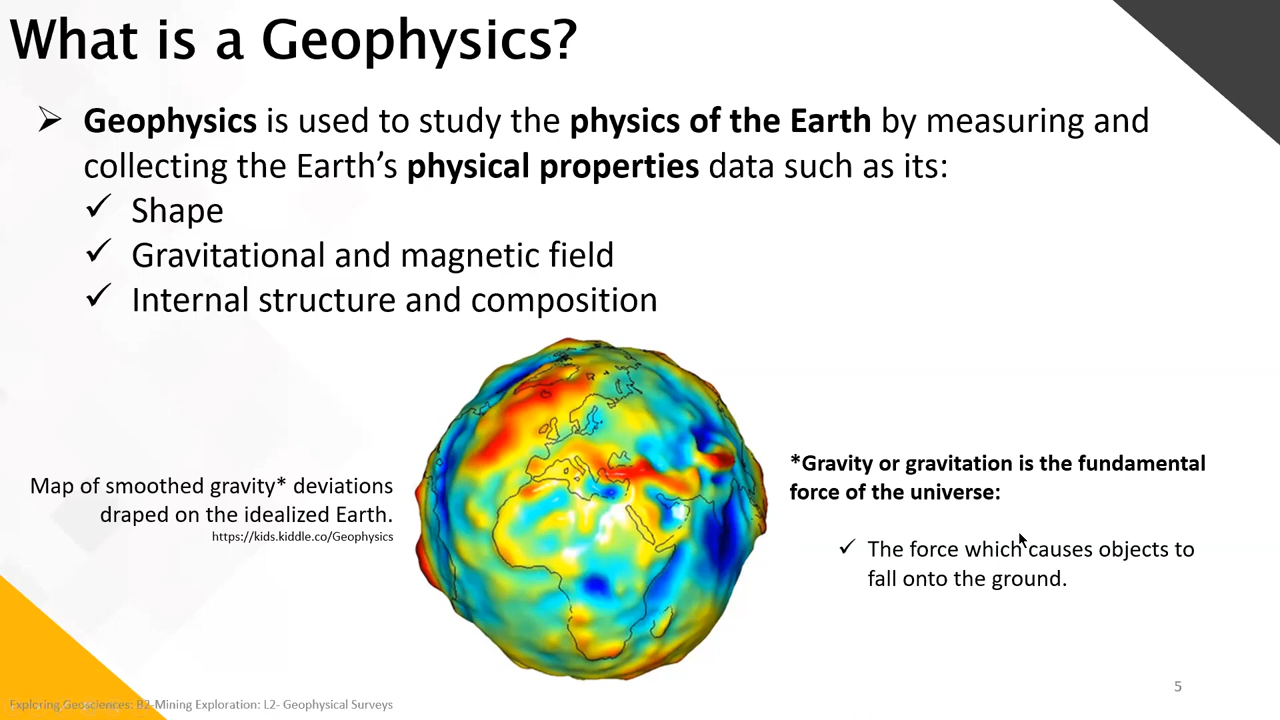 What is a Geophysics?
➢ Geophysics is used to study the physics of the Earth by measuring and
collecting the Earth’s physical properties data such as its:
✓ Shape
✓ Gravitational and magnetic field
✓ Internal structure and composition
Map of smoothed gravity* deviations
draped on the idealized Earth.
https://kids.kiddle.co/Geophysics
*Gravity or gravitation is the fundamental
force of the universe:
✓ The force which causes objects to
fall onto the ground.
5
Exploring Geosciences: B2-Mining Exploration: L2- Geophysical Surveys